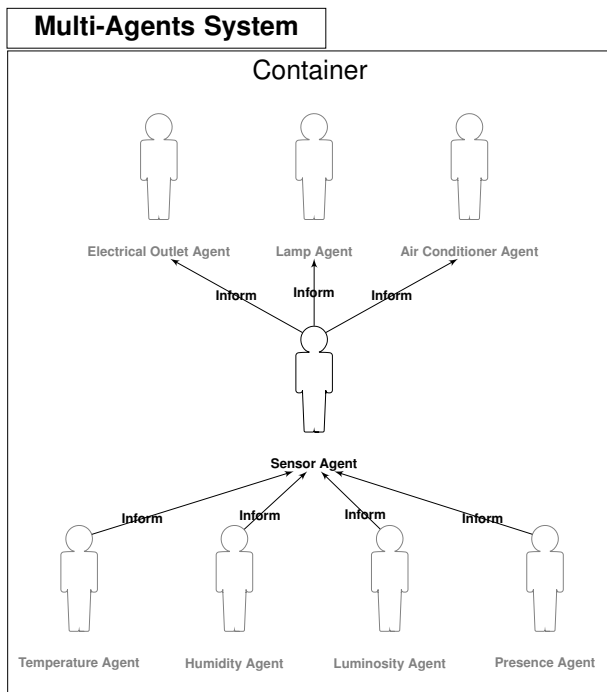 Multi-Agents System
Container
Electrical Outlet Agent
Lamp Agent
Air Conditioner Agent
Inform
Inform
Inform
Sensor Agent
Inform
Inform
Inform
Inform
Temperature Agent
Humidity Agent
Luminosity Agent
Presence Agent